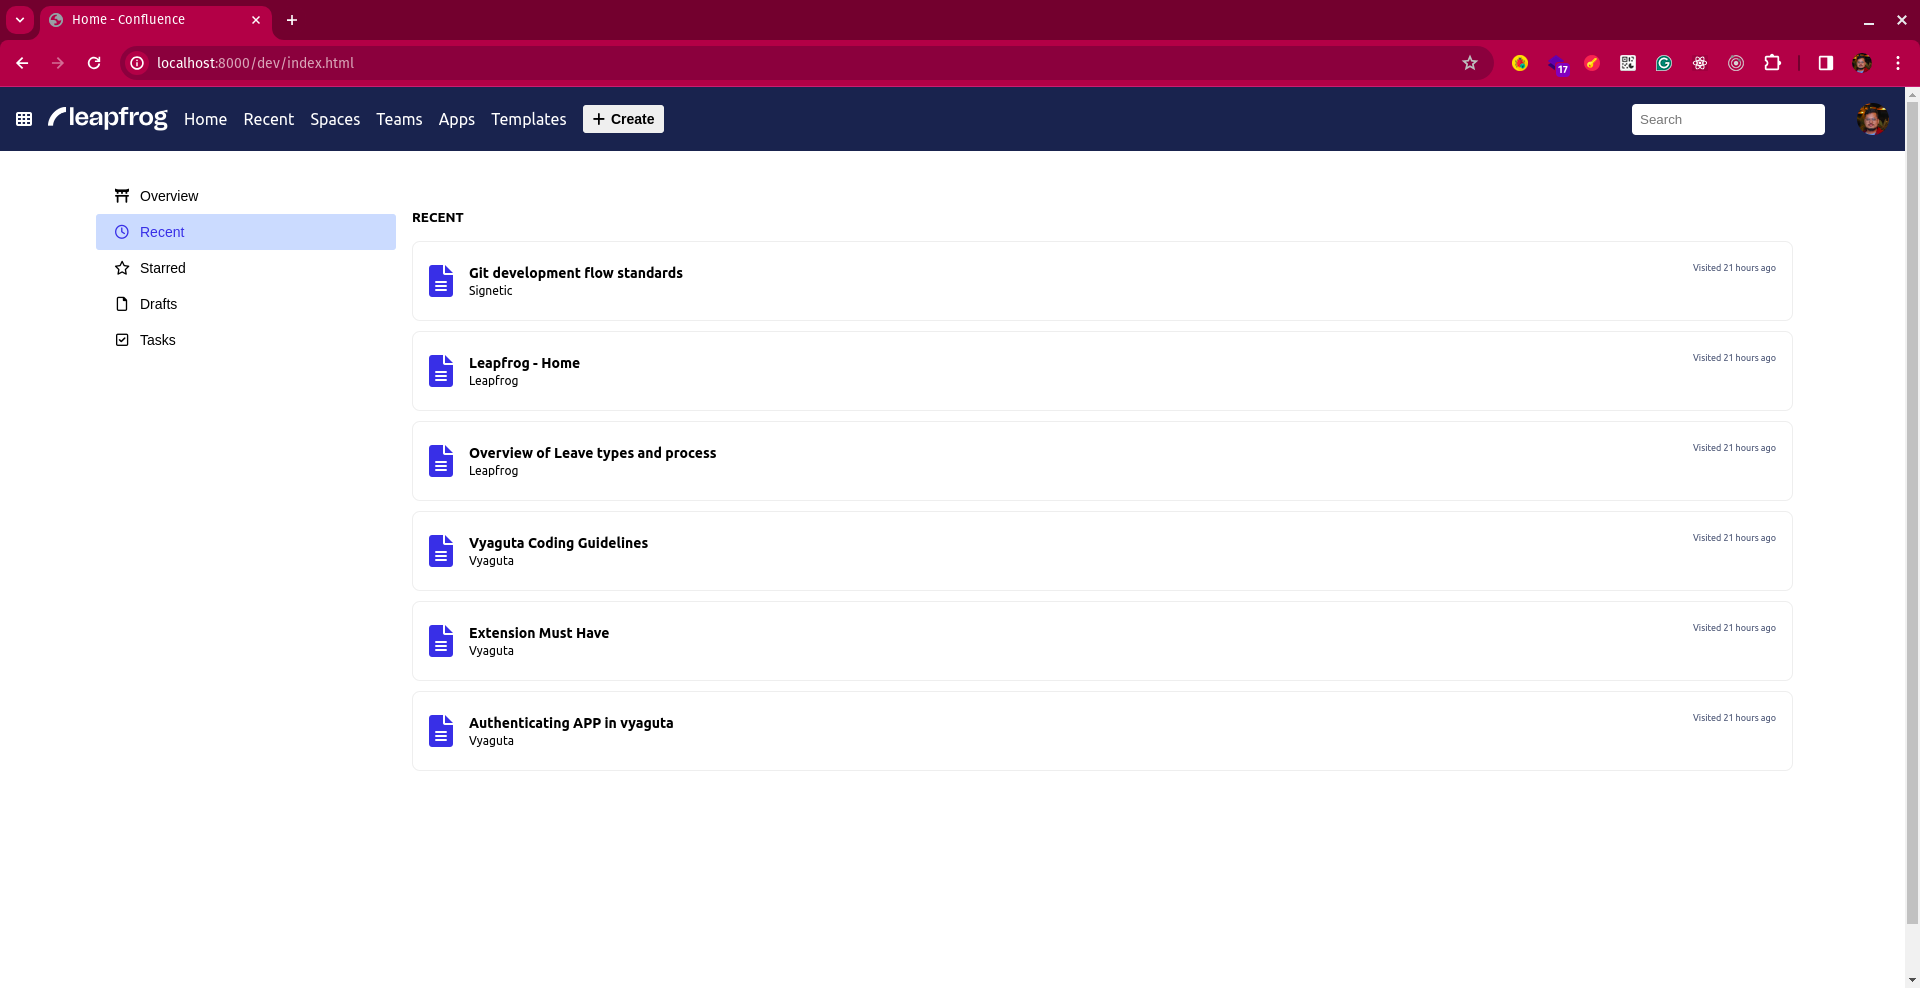 Home - Confluence
localhost:8000/dev/index.html
17
leapfrog Home Recent Spaces Teams Apps Templates + Create Search
Overview
Recent
Starred
Drafts
Tasks
RECENT
Git development flow standards
Signetic
Visited 21 hours ago
Leapfrog - Home
Leapfrog
Visited 21 hours ago
Overview of Leave types and process
Leapfrog
Visited 21 hours ago
Vyaguta Coding Guidelines
Vyaguta
Visited 21 hours ago
Extension Must Have
Vyaguta
Visited 21 hours ago
Authenticating APP in vyaguta
Vyaguta
Visited 21 hours ago